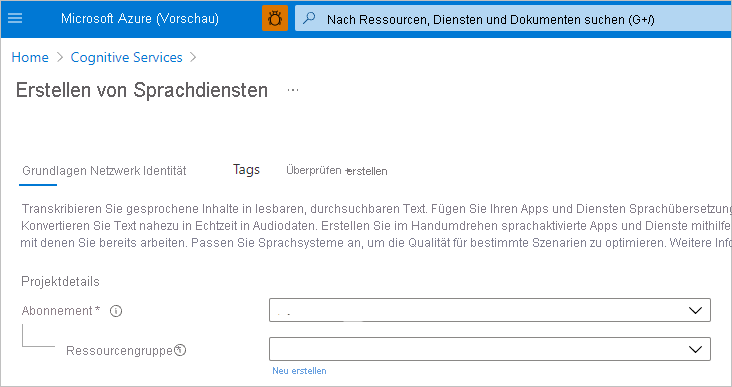 Microsoft Azure (Vorschau)
Nach Ressourcen, Diensten und Dokumenten suchen (G+/)
Home > Cognitive Services >
Erstellen von Sprachdiensten ...
Grundlagen Netzwerk Identität Tags Überprüfen + erstellen
Transkribieren Sie gesprochene Inhalte in lesbaren, durchsuchbaren Text. Fügen Sie Ihren Apps und Diensten Sprachübersetzung
Konvertieren Sie Text nahezu in Echtzeit in Audiodaten. Erstellen Sie im Handumdrehen sprachaktivierte Apps und Dienste mithilfe
mit denen Sie bereits arbeiten. Passen Sie Sprachsysteme an, um die Qualität für bestimmte Szenarien zu optimieren. Weitere Info
Projektdetails
Abonnement *
Ressourcengruppe
Neu erstellen